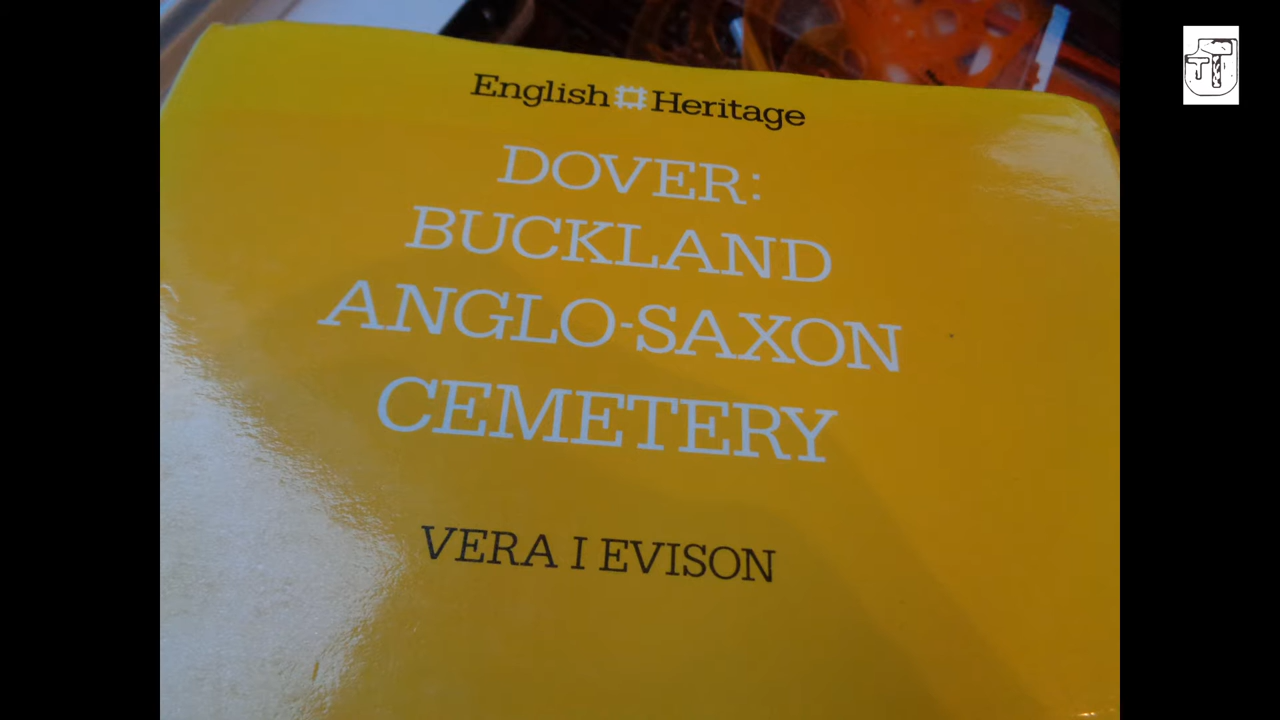 English Heritage
DOVER:
BUCKLAND
ANGLO-SAXON
CEMETERY
VERA I EVISON